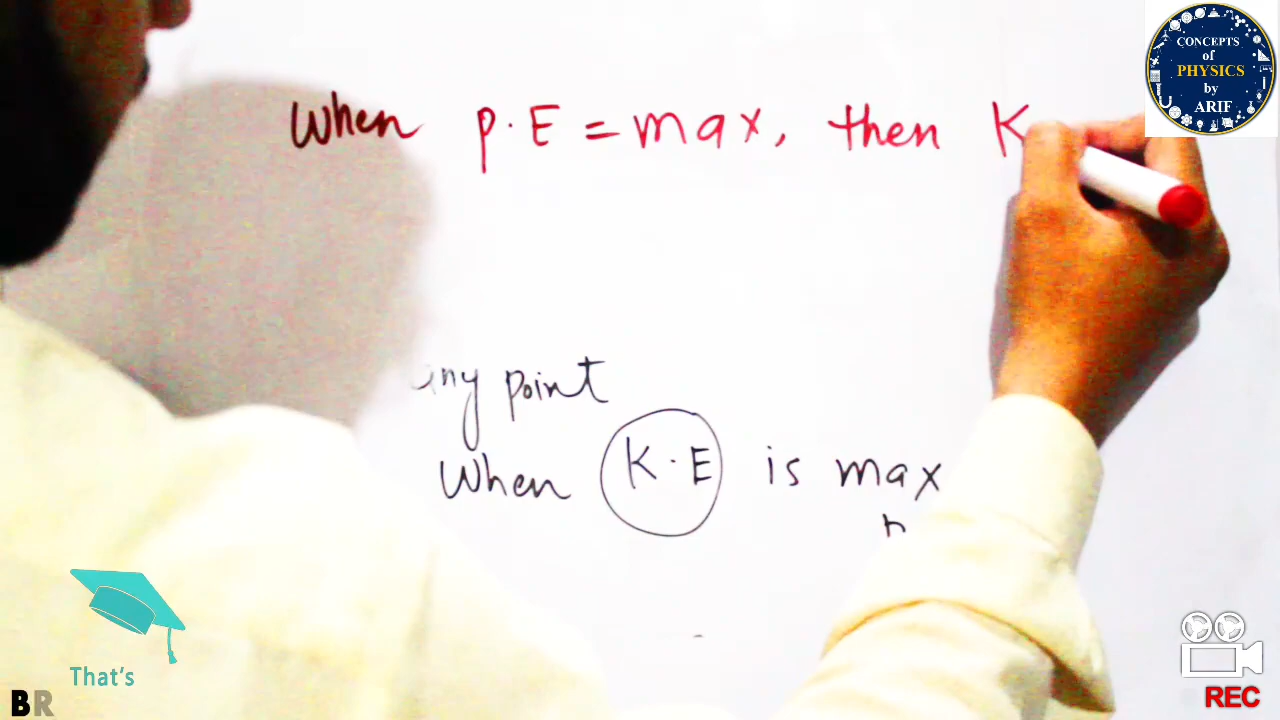 CONCEPTS
of
PHYSICS
by
ARIF
When P.E = max, then K
any point
When K.E is max
That's
BR
REC